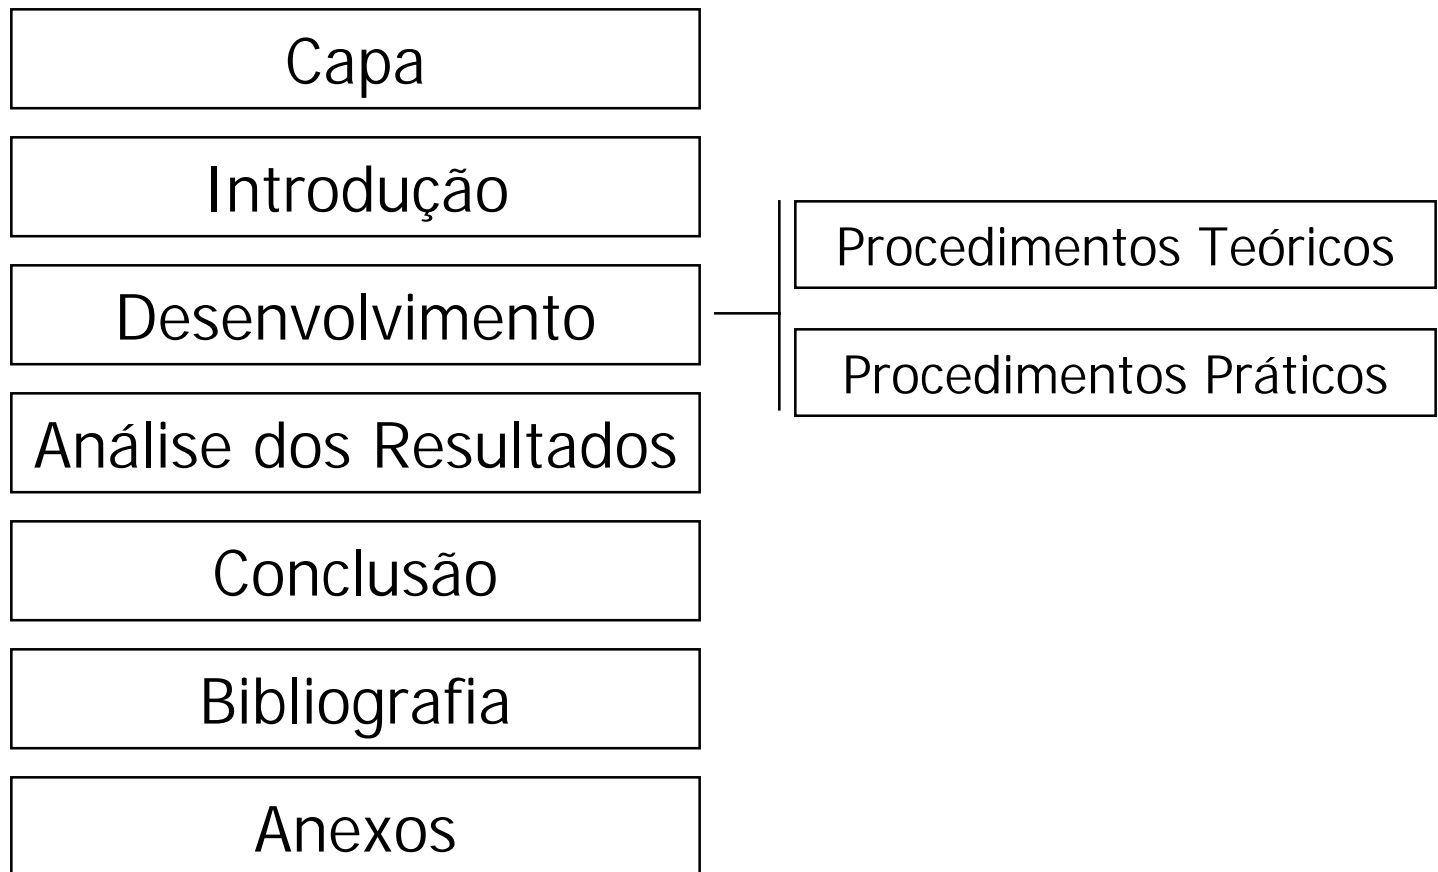 Capa
Introdução
Desenvolvimento
Procedimentos Teóricos
Procedimentos Práticos
Análise dos Resultados
Conclusão
Bibliografia
Anexos